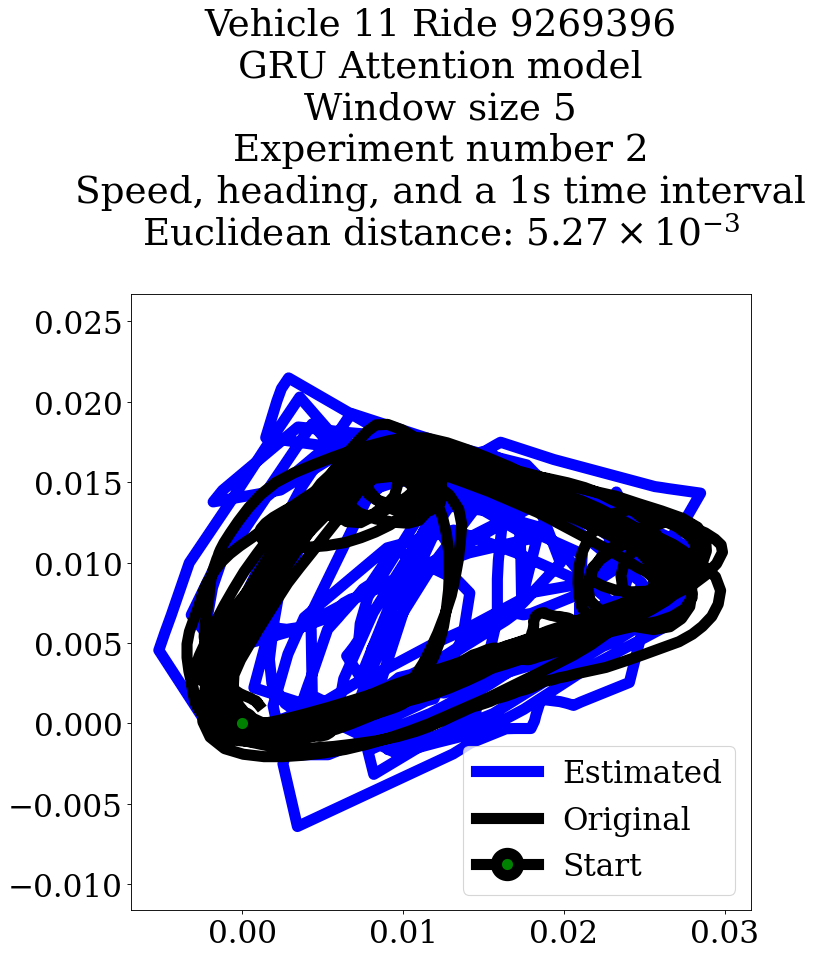 Vehicle 11 Ride 9269396
GRU Attention model
Window size 5
Experiment number 2
Speed, heading, and a 1s time interval
Euclidean distance: 5.27 × 10⁻³
0.025
0.020
0.015
0.010
0.005
0.000
−0.005
−0.010
Estimated
Original
Start
0.00 0.01 0.02 0.03